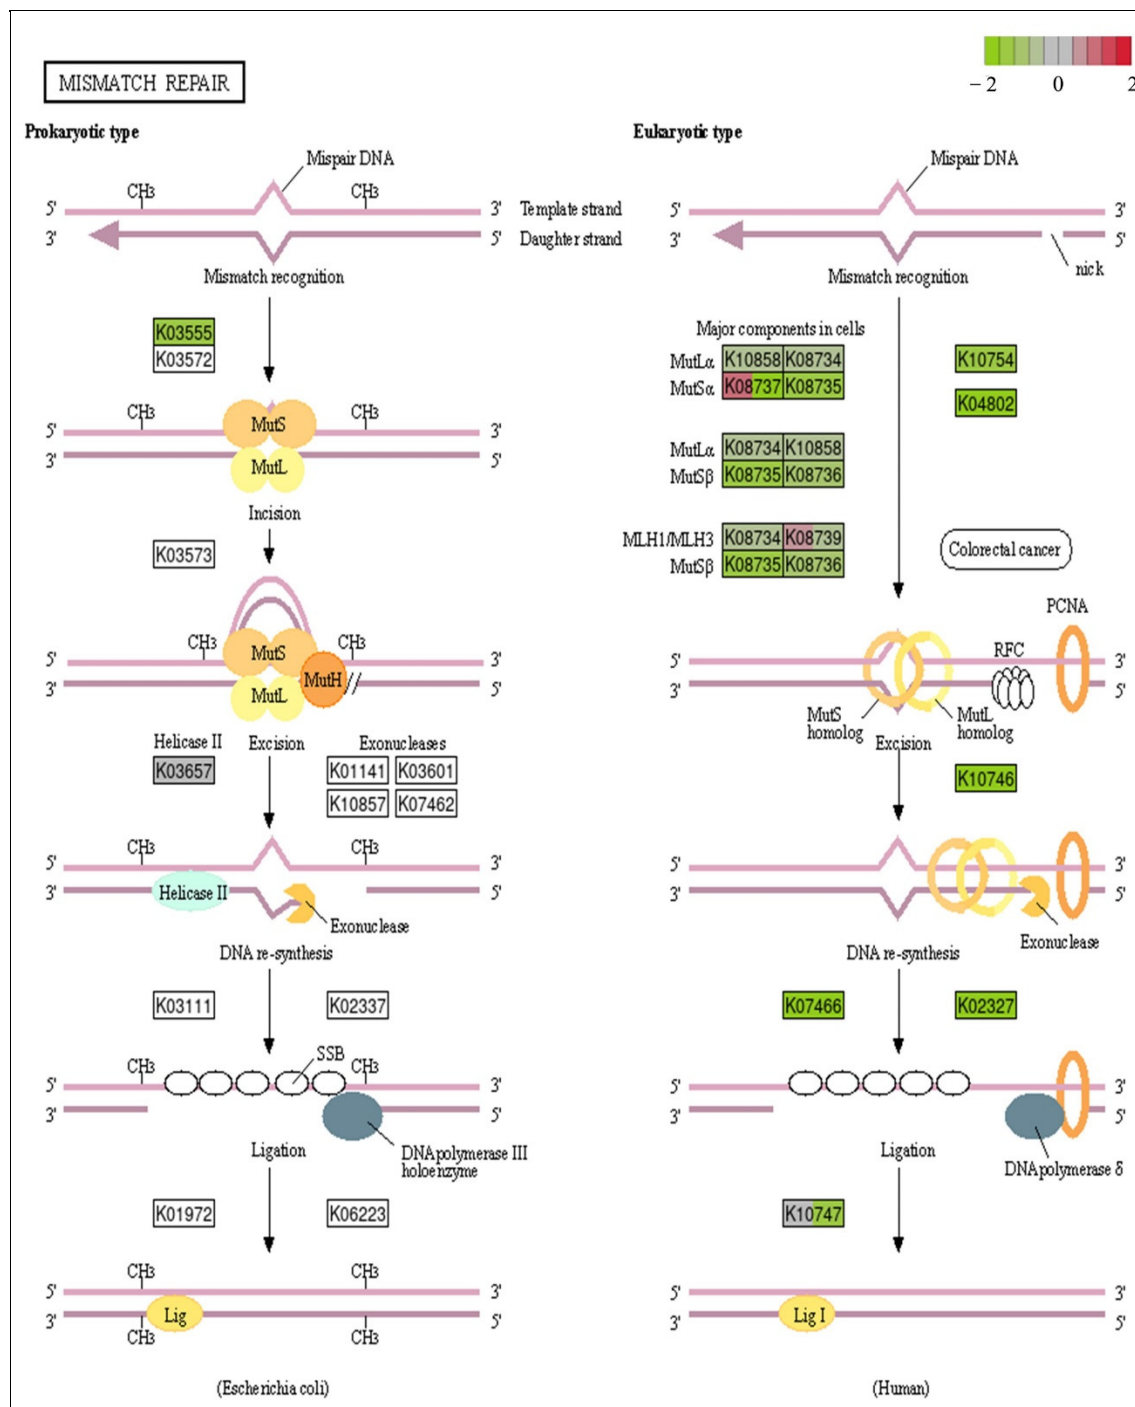 MISMATCH REPAIR
− 2 0 2
Prokaryotic type
Mispair DNA
CH3 CH3
5' 3' Template strand
3' 5' Daughter strand
Mismatch recognition
K03555
K03572
CH3 CH3
5' MutS 3'
3' MutL 5'
Incision
K03573
CH3 CH3
5' MutS 3'
3' MutL MutH 5'
Helicase II Excision Exonucleases
K03657 K01141 K03601
K10857 K07462
CH3 CH3
5' 3'
3' Helicase II 5'
Exonuclease
DNA re-synthesis
K03111 K02337
SSB
CH3 CH3
5' 3'
3' 5'
Ligation DNA polymerase III
holoenzyme
K01972 K06223
CH3 CH3
5' 3'
3' Lig 5'
CH3 CH3
(Escherichia coli)
Eukaryotic type
Mispair DNA
5' 3'
3' 5'
nick
Mismatch recognition
Major components in cells
MutLα K10858 K08734 K10754
MutSα K08737 K08735
K04802
MutLα K08734 K10858
MutSβ K08735 K08736
MLH1/MLH3 K08734 K08739
MutSβ K08735 K08736
Colorectal cancer
PCNA
RFC
5' 3'
3' 5'
MutS
homolog
MutL
homolog
Excision
K10746
5' 3'
3' 5'
Exonuclease
DNA re-synthesis
K07466 K02327
5' 3'
3' 5'
Ligation DNA polymerase δ
K10747
5' 3'
3' Lig I 5'
(Human)